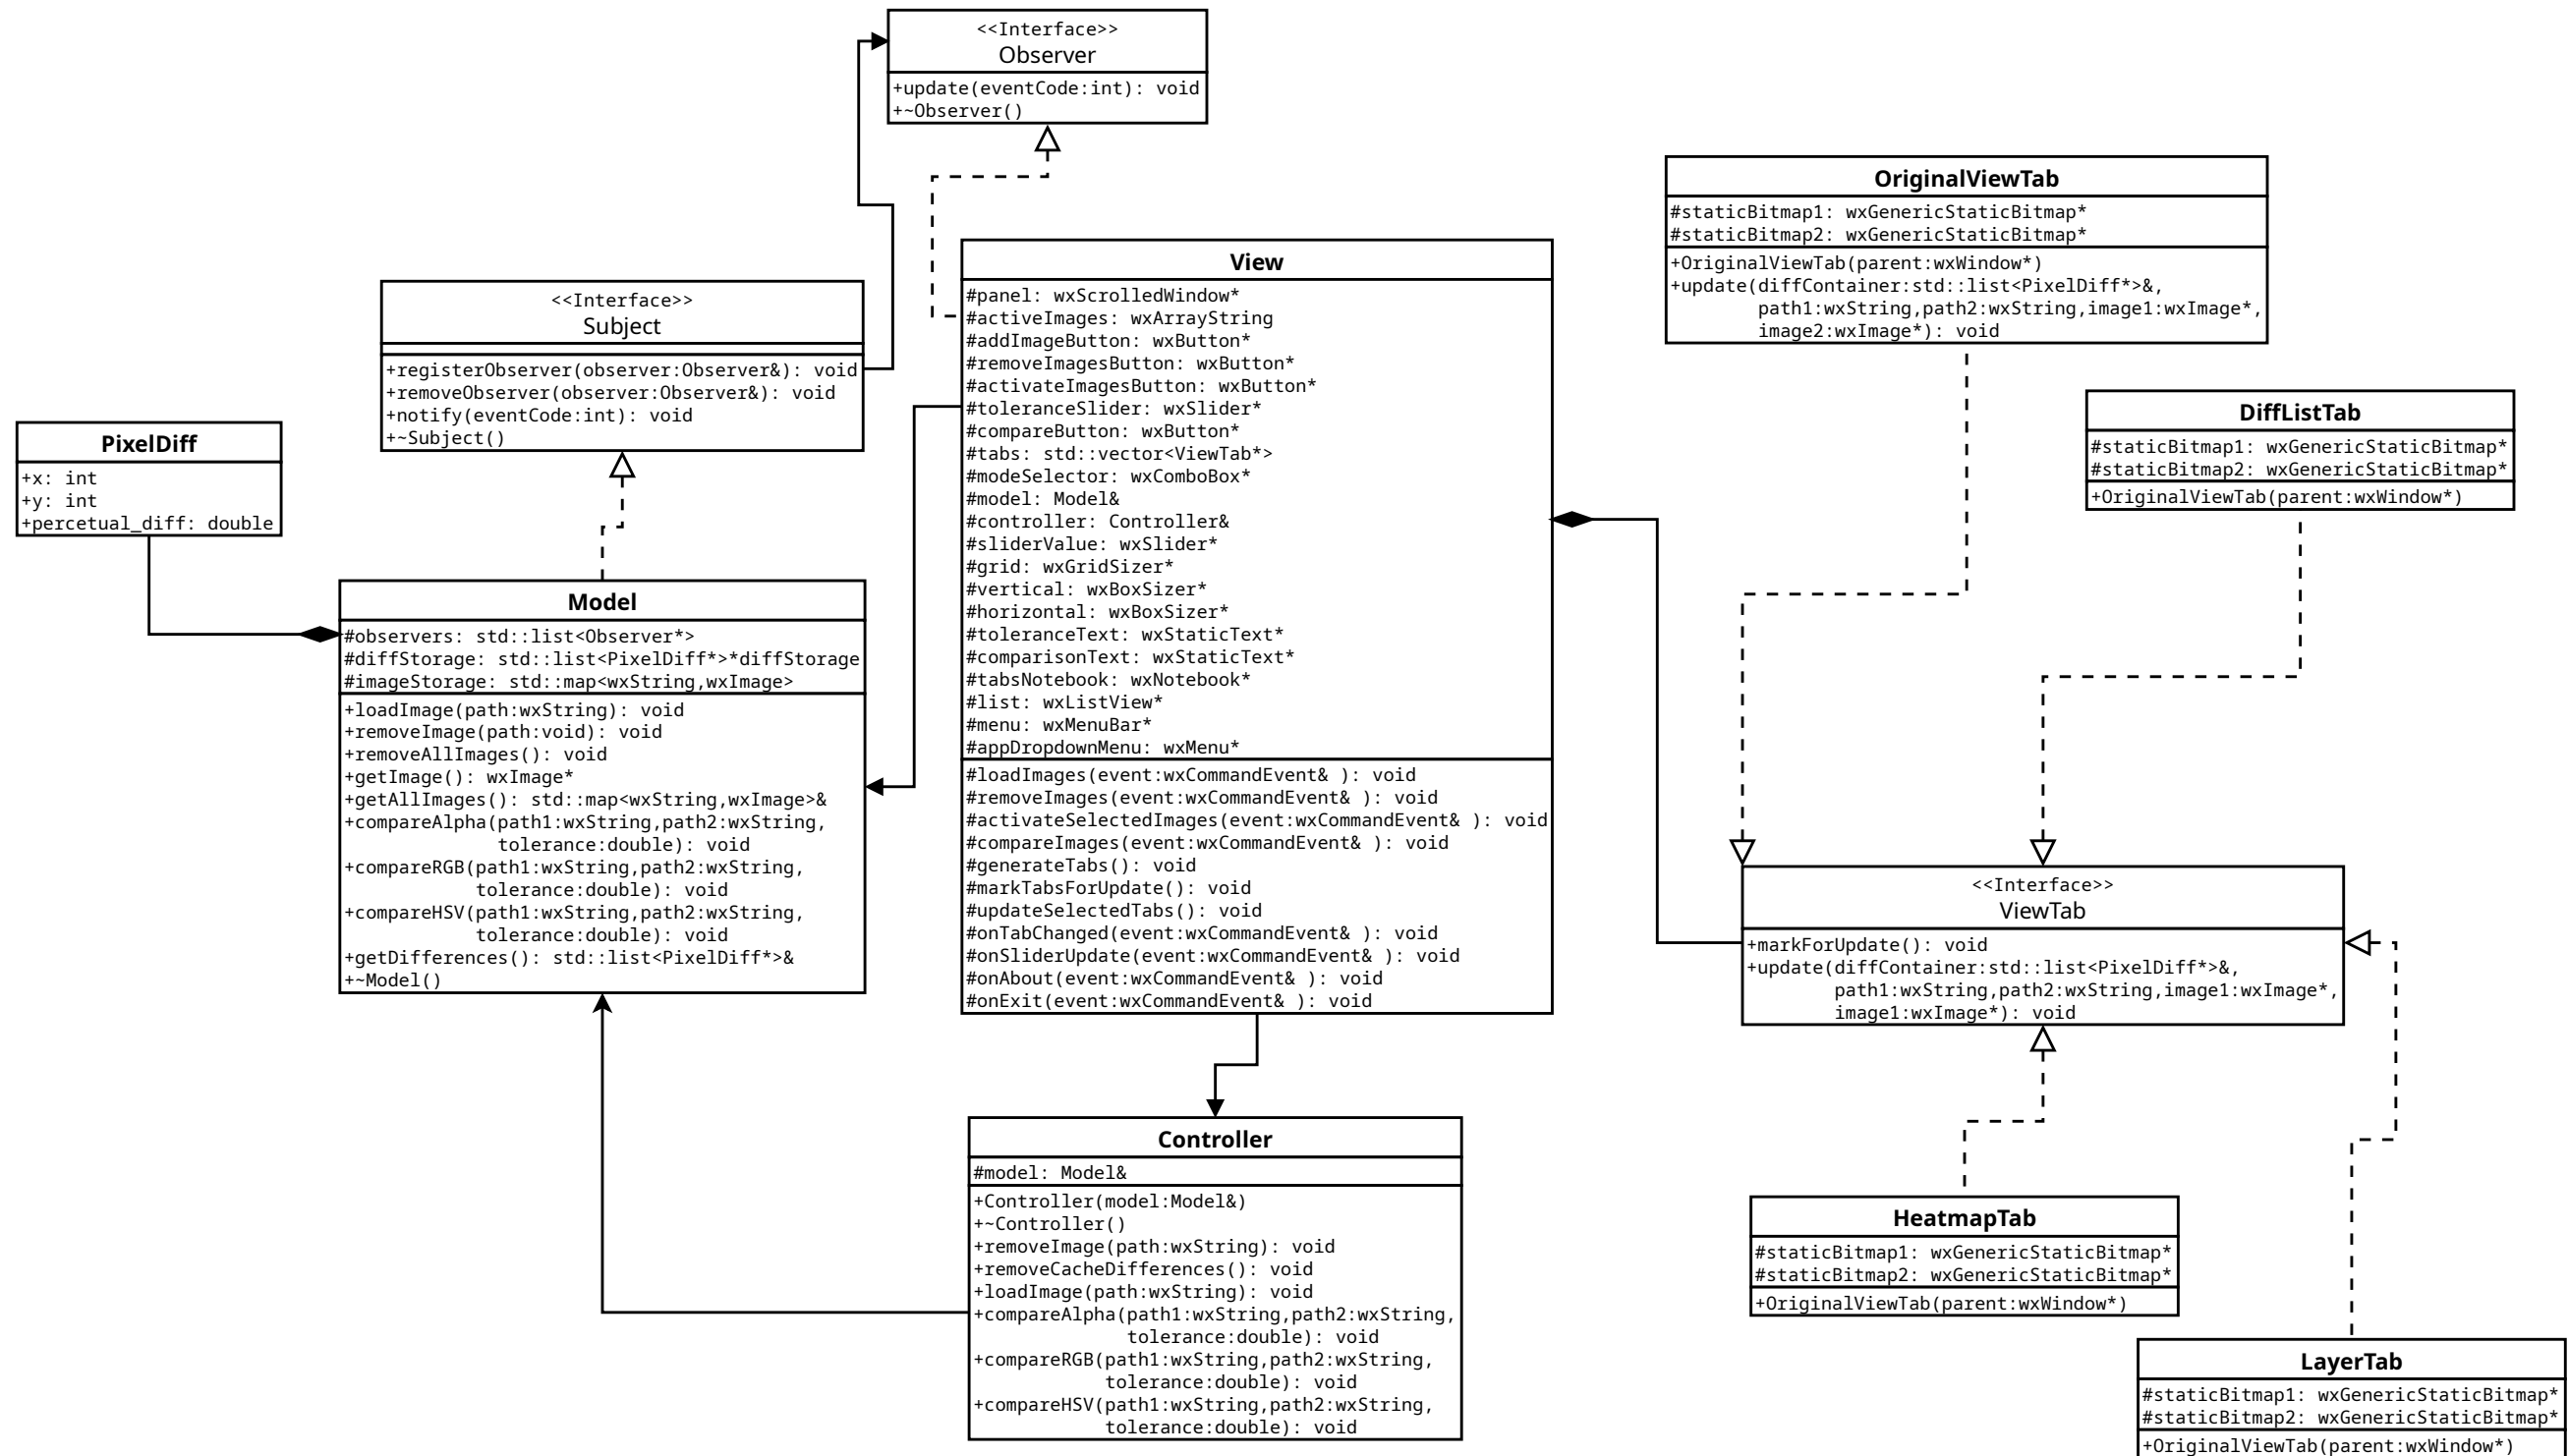 <<Interface>>
Observer
+update(eventCode:int): void
+~Observer()
OriginalViewTab
#staticBitmap1: wxGenericStaticBitmap*
#staticBitmap2: wxGenericStaticBitmap*
+OriginalViewTab(parent:wxWindow*)
+update(diffContainer:std::list<PixelDiff*>&,
path1:wxString,path2:wxString,image1:wxImage*,
image2:wxImage*): void
View
#panel: wxScrolledWindow*
#activeImages: wxArrayString
#addImageButton: wxButton*
#removeImagesButton: wxButton*
#activateImagesButton: wxButton*
#toleranceSlider: wxSlider*
#compareButton: wxButton*
#tabs: std::vector<ViewTab*>
#modeSelector: wxComboBox*
#model: Model&
#controller: Controller&
#sliderValue: wxSlider*
#grid: wxGridSizer*
#vertical: wxBoxSizer*
#horizontal: wxBoxSizer*
#toleranceText: wxStaticText*
#comparisonText: wxStaticText*
#tabsNotebook: wxNotebook*
#list: wxListView*
#menu: wxMenuBar*
#appDropdownMenu: wxMenu*
#loadImages(event:wxCommandEvent& ): void
#removeImages(event:wxCommandEvent& ): void
#activateSelectedImages(event:wxCommandEvent& ): void
#compareImages(event:wxCommandEvent& ): void
#generateTabs(): void
#markTabsForUpdate(): void
#updateSelectedTabs(): void
#onTabChanged(event:wxCommandEvent& ): void
#onSliderUpdate(event:wxCommandEvent& ): void
#onAbout(event:wxCommandEvent& ): void
#onExit(event:wxCommandEvent& ): void
<<Interface>>
Subject
+registerObserver(observer:Observer&): void
+removeObserver(observer:Observer&): void
+notify(eventCode:int): void
+~Subject()
DiffListTab
#staticBitmap1: wxGenericStaticBitmap*
#staticBitmap2: wxGenericStaticBitmap*
+OriginalViewTab(parent:wxWindow*)
PixelDiff
+x: int
+y: int
+percetual_diff: double
Model
#observers: std::list<Observer*>
#diffStorage: std::list<PixelDiff*>*diffStorage
#imageStorage: std::map<wxString,wxImage>
+loadImage(path:wxString): void
+removeImage(path:void): void
+removeAllImages(): void
+getImage(): wxImage*
+getAllImages(): std::map<wxString,wxImage>&
+compareAlpha(path1:wxString,path2:wxString,
tolerance:double): void
+compareRGB(path1:wxString,path2:wxString,
tolerance:double): void
+compareHSV(path1:wxString,path2:wxString,
tolerance:double): void
+getDifferences(): std::list<PixelDiff*>&
+~Model()
<<Interface>>
ViewTab
+markForUpdate(): void
+update(diffContainer:std::list<PixelDiff*>&,
path1:wxString,path2:wxString,image1:wxImage*,
image1:wxImage*): void
Controller
#model: Model&
+Controller(model:Model&)
+~Controller()
+removeImage(path:wxString): void
+removeCacheDifferences(): void
+loadImage(path:wxString): void
+compareAlpha(path1:wxString,path2:wxString,
tolerance:double): void
+compareRGB(path1:wxString,path2:wxString,
tolerance:double): void
+compareHSV(path1:wxString,path2:wxString,
tolerance:double): void
HeatmapTab
#staticBitmap1: wxGenericStaticBitmap*
#staticBitmap2: wxGenericStaticBitmap*
+OriginalViewTab(parent:wxWindow*)
LayerTab
#staticBitmap1: wxGenericStaticBitmap*
#staticBitmap2: wxGenericStaticBitmap*
+OriginalViewTab(parent:wxWindow*)